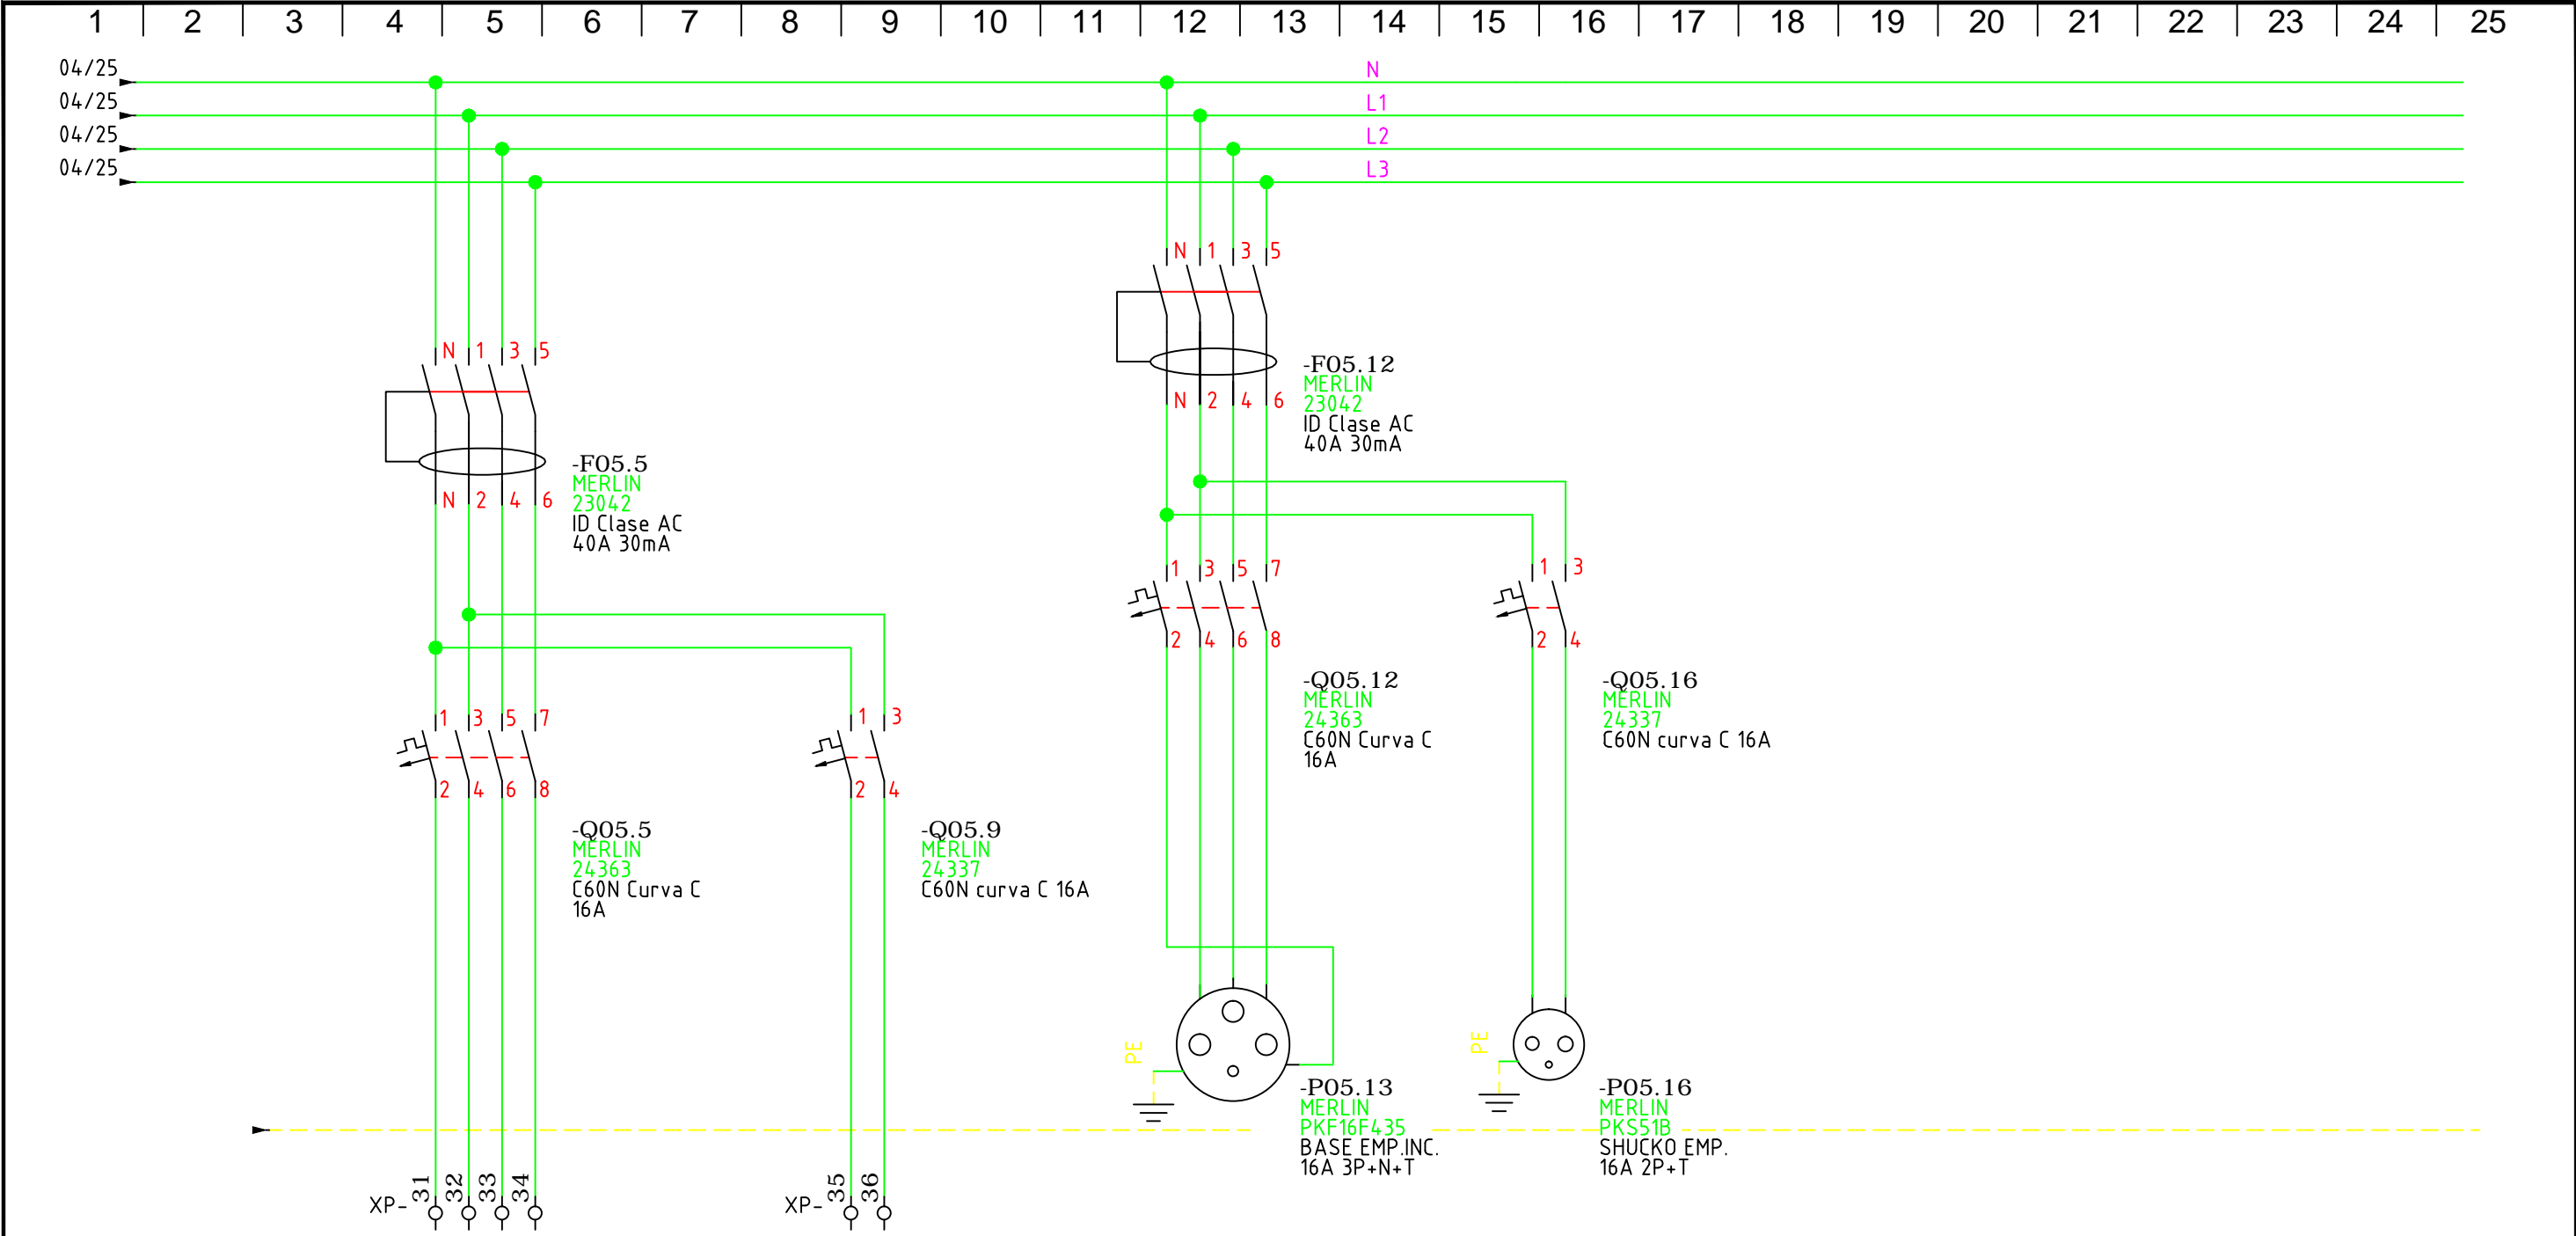 1 2 3 4 5 6 7 8 9 10 11 12 13 14 15 16 17 18 19 20 21 22 23 24 25
04/25 N
04/25 L1
04/25 L2
04/25 L3
N 1 3 5
N 2 4 6
-F05.12
MERLIN
23042
ID Clase AC
40A 30mA
N 1 3 5
N 2 4 6
-F05.5
MERLIN
23042
ID Clase AC
40A 30mA
1 3 5 7
2 4 6 8
-Q05.12
MERLIN
24363
C60N Curva C
16A
1 3
2 4
-Q05.16
MERLIN
24337
C60N curva C 16A
1 3 5 7
2 4 6 8
-Q05.5
MERLIN
24363
C60N Curva C
16A
1 3
2 4
-Q05.9
MERLIN
24337
C60N curva C 16A
PE
-P05.13
MERLIN
PKF16F435
BASE EMP.INC.
16A 3P+N+T
PE
-P05.16
MERLIN
PKS51B
SHUCKO EMP.
16A 2P+T
XP- 31 32 33 34
XP- 35 36